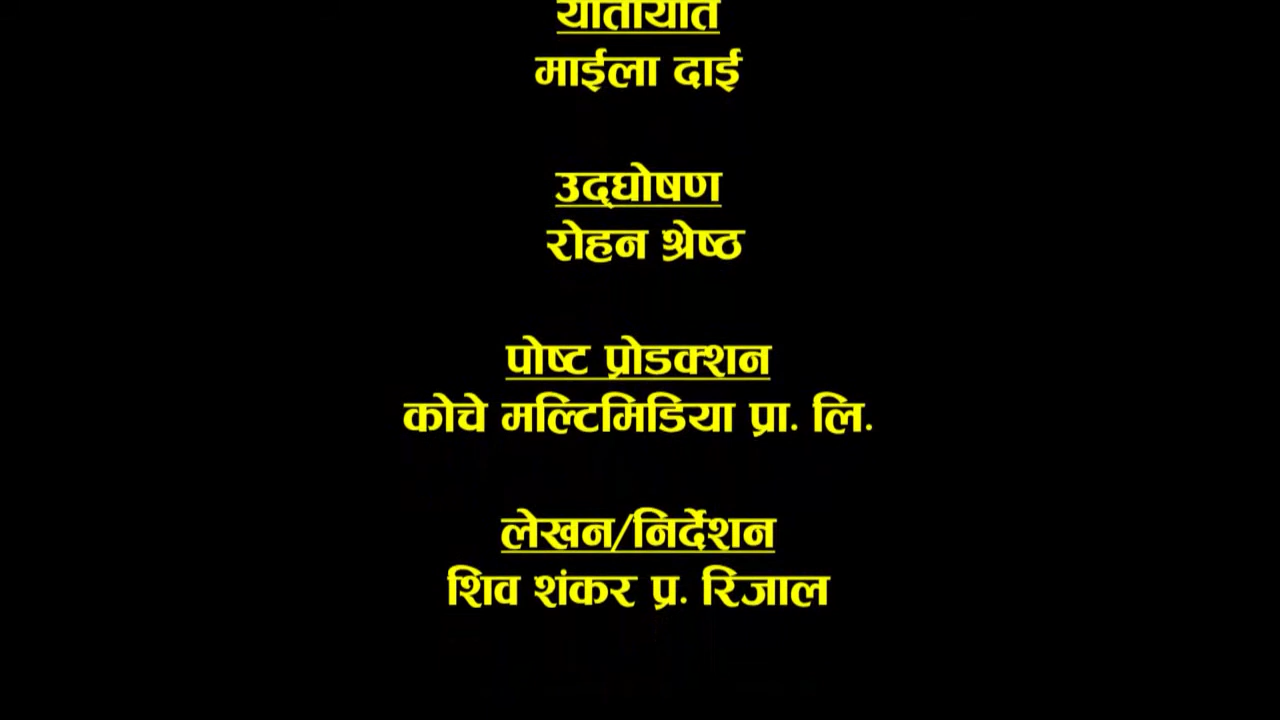 यातायात
माईला दाई
उद्घोषण
रोहन श्रेष्ठ
पोष्ट प्रोडक्शन
कोचे मल्टिमिडिया प्रा. लि.
लेखन/निर्देशन
शिव शंकर प्र. रिजाल